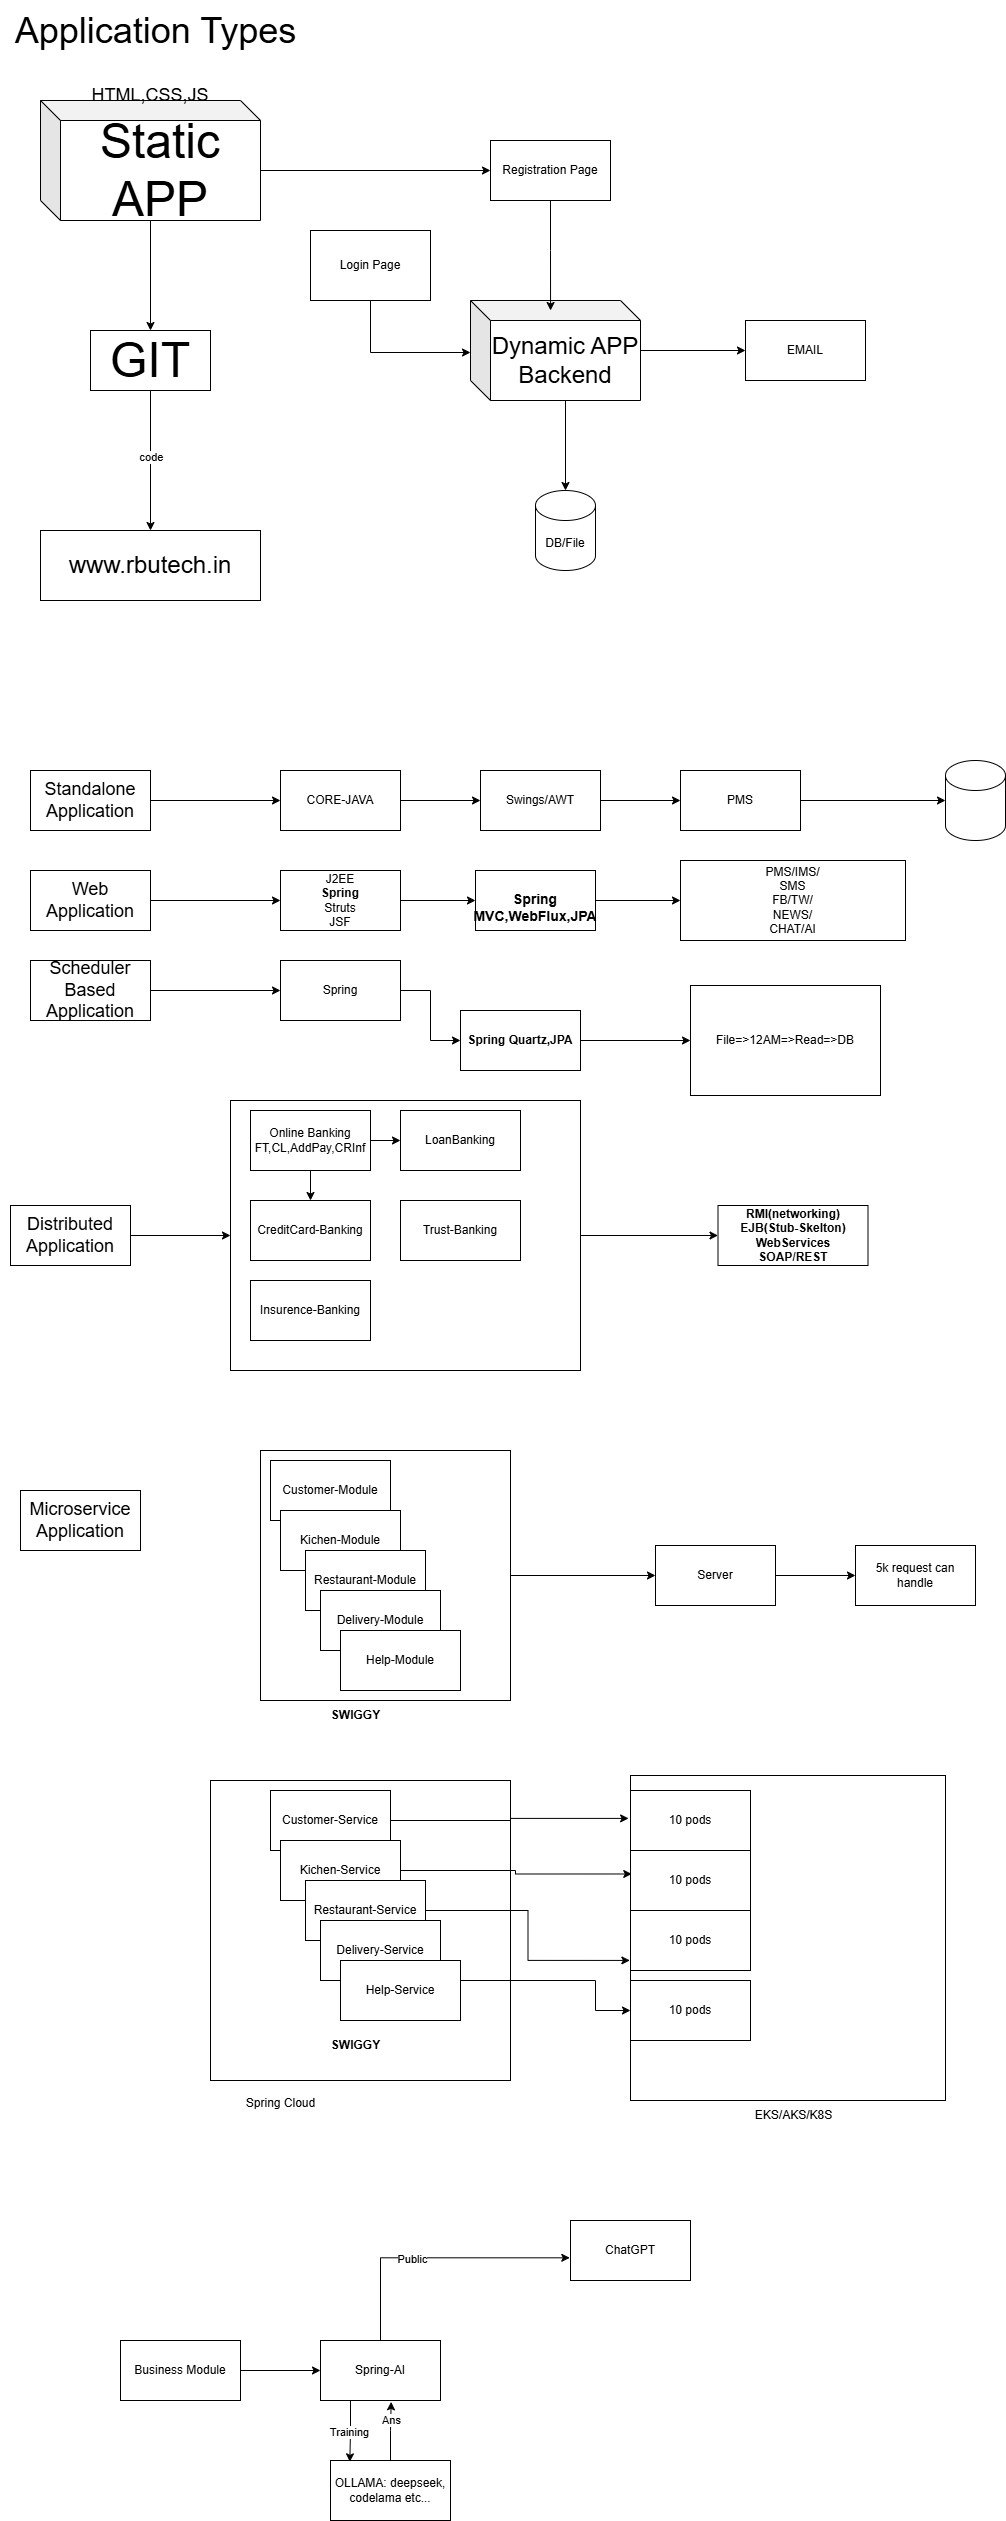 Application Types
HTML,CSS,JS
Static
APP
Registration Page
Login Page
Dynamic APP
Backend
EMAIL
GIT
code
DB/File
www.rbutech.in
Standalone
Application
CORE-JAVA
Swings/AWT
PMS
Web
Application
J2EE
Spring
Struts
JSF
Spring
MVC,WebFlux,JPA
PMS/IMS/
SMS
FB/TW/
NEWS/
CHAT/AI
Scheduler
Based
Application
Spring
Spring Quartz,JPA
File=>12AM=>Read=>DB
Distributed
Application
Online Banking
FT,CL,AddPay,CRInf
LoanBanking
CreditCard-Banking
Trust-Banking
Insurence-Banking
RMI(networking)
EJB(Stub-Skelton)
WebServices
SOAP/REST
Microservice
Application
Customer-Module
Kichen-Module
Restaurant-Module
Delivery-Module
Help-Module
SWIGGY
Server
5k request can
handle
Customer-Service
Kichen-Service
Restaurant-Service
Delivery-Service
Help-Service
SWIGGY
Spring Cloud
10 pods
10 pods
10 pods
10 pods
EKS/AKS/K8S
ChatGPT
Public
Business Module
Spring-AI
Training
Ans
OLLAMA: deepseek,
codelama etc...